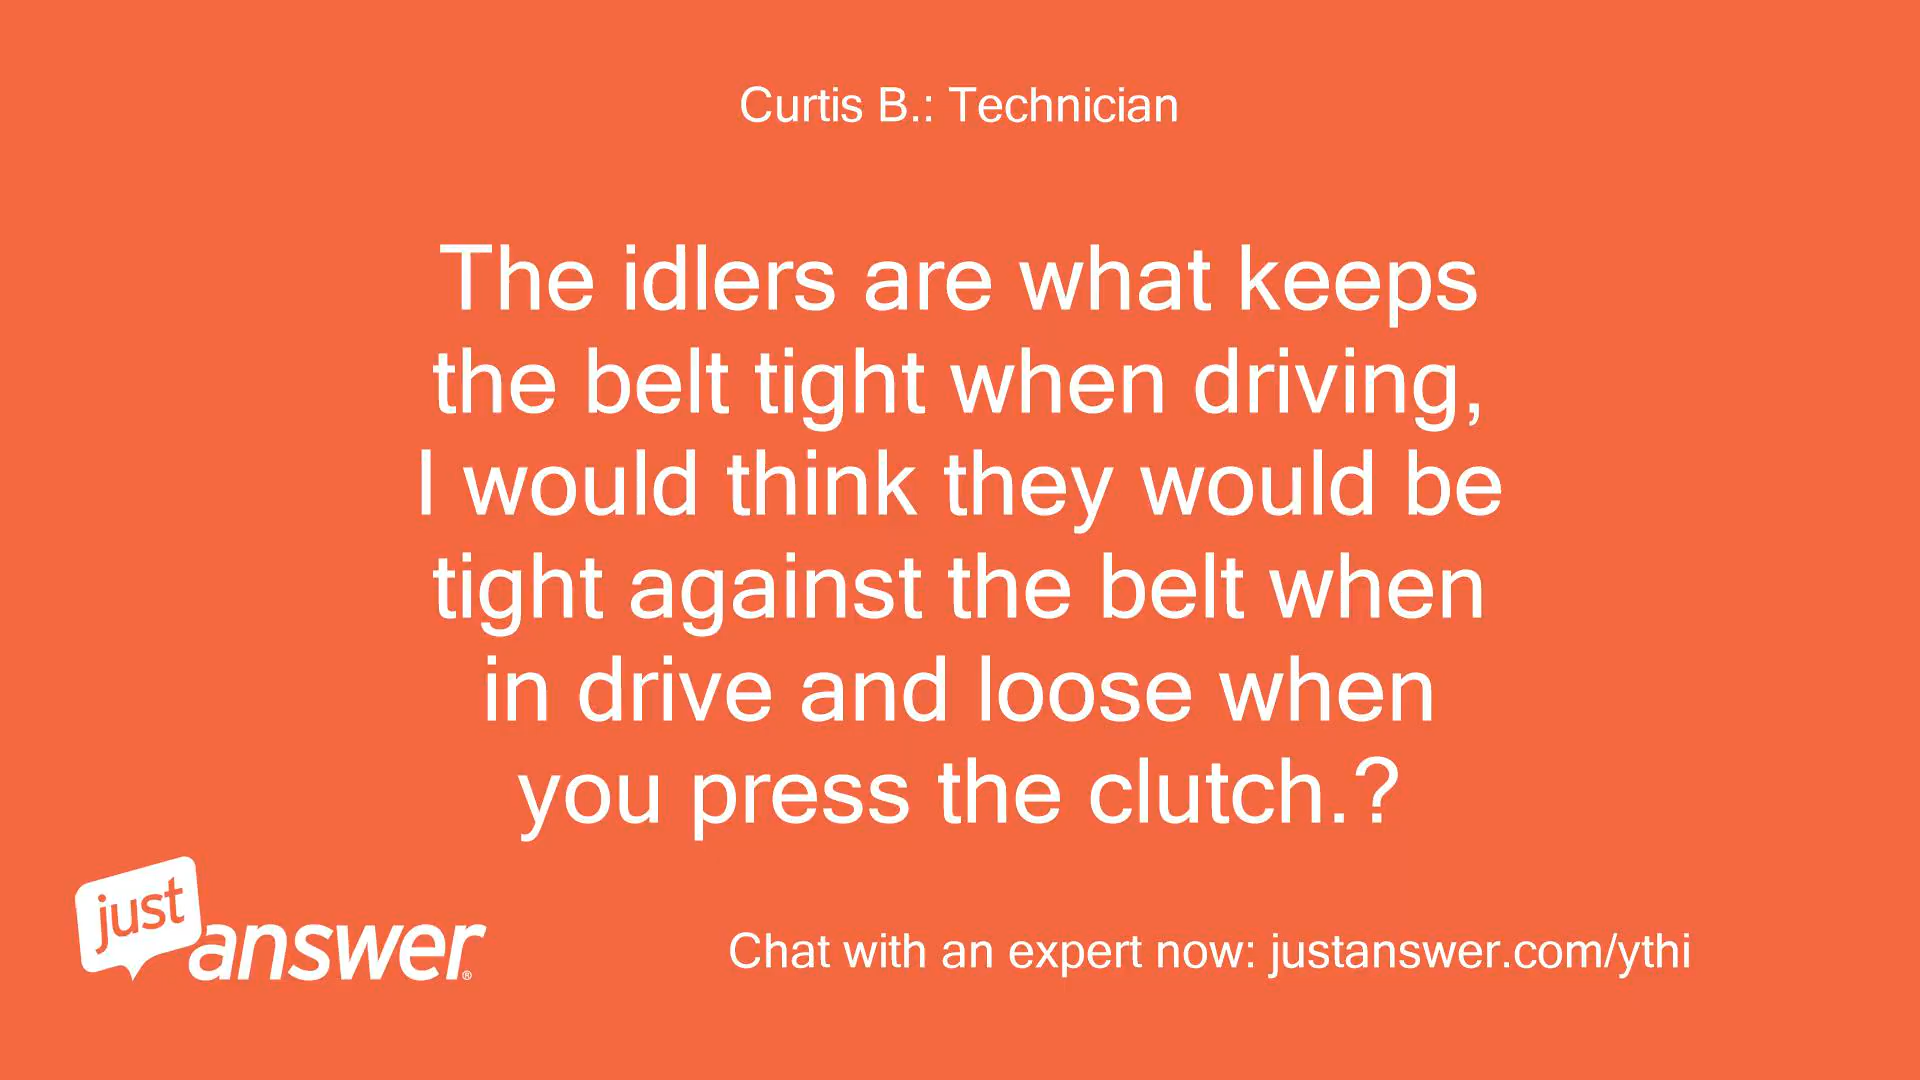 Curtis B.: Technician
The idlers are what keeps
the belt tight when driving,
I would think they would be
tight against the belt when
in drive and loose when
you press the clutch.?
just
answer®
Chat with an expert now: justanswer.com/ythi